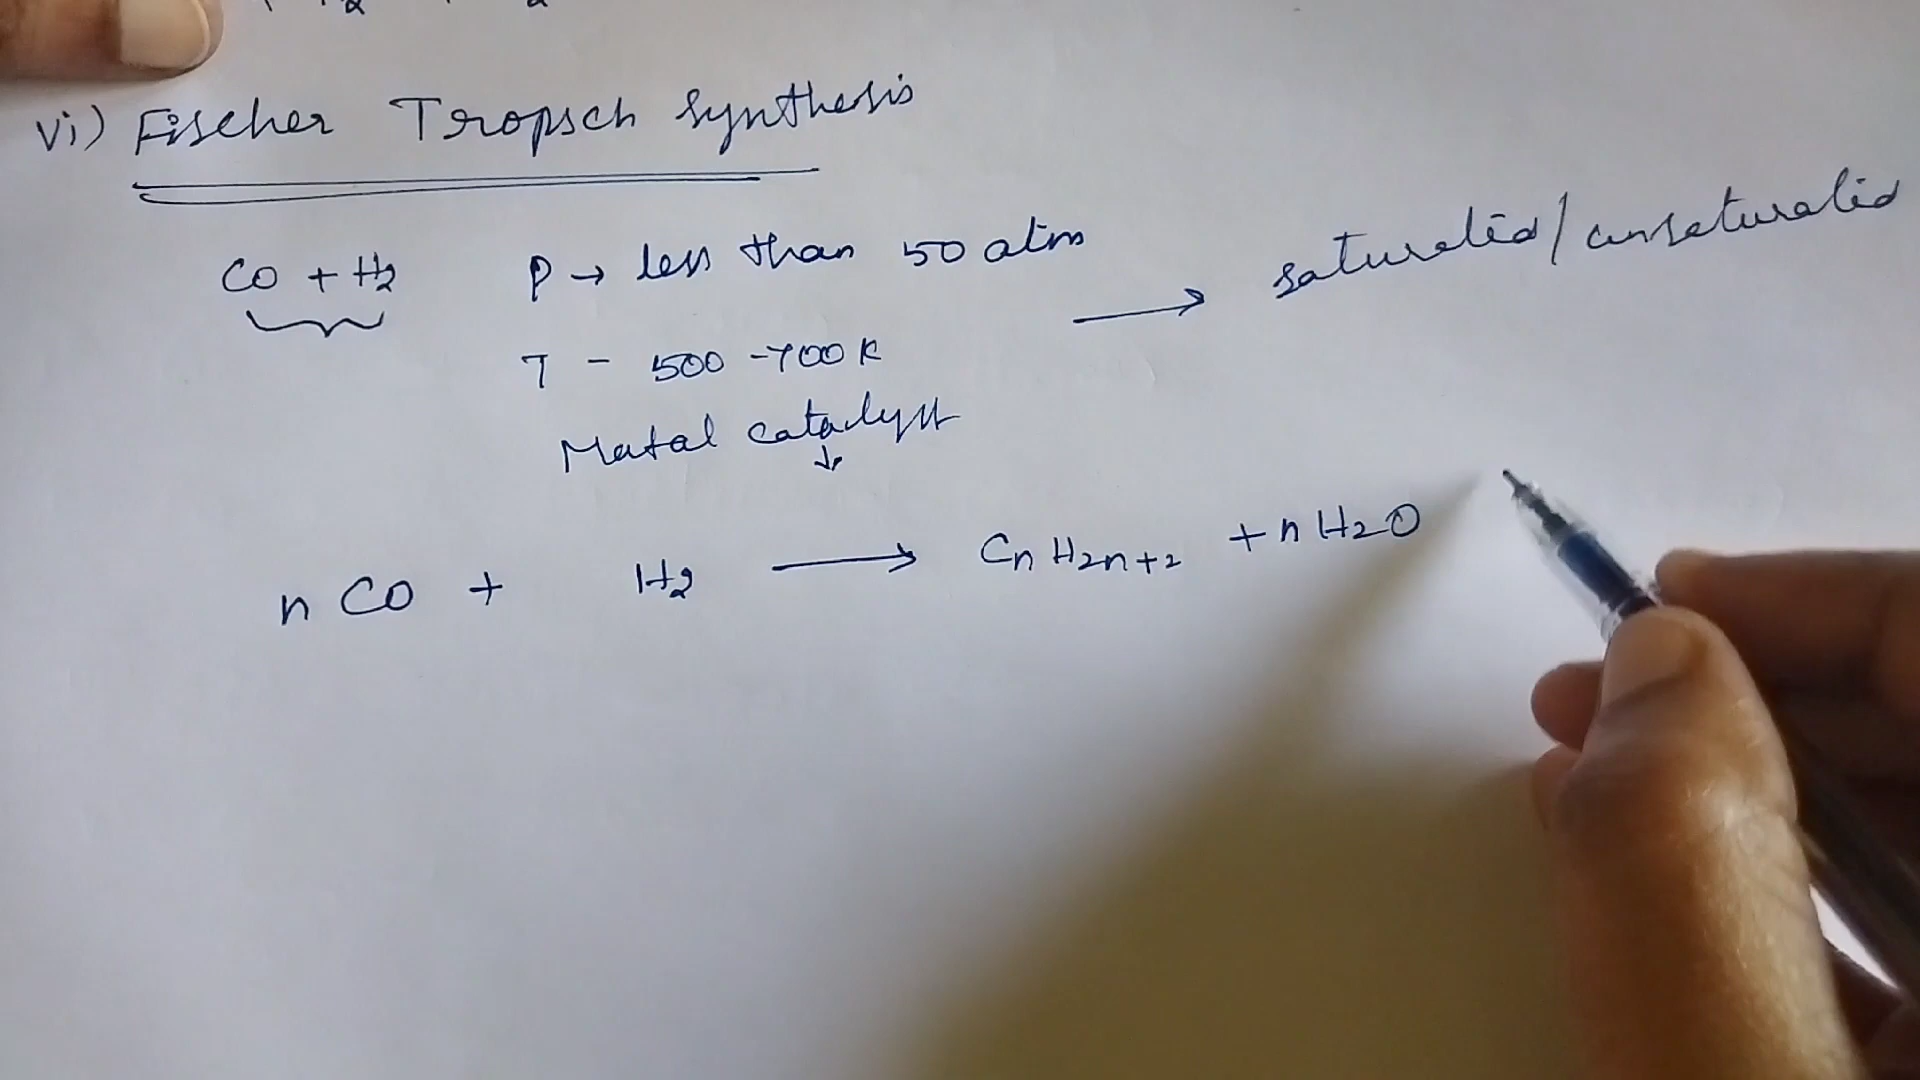 vi) Fischer Tropsch Synthesis
CO + H2 P → less than 50 atm → saturated/unsaturated
T - 500 -700 K
Matal catalyst
↓
n CO + H2 → CnH2n+2 + n H2O